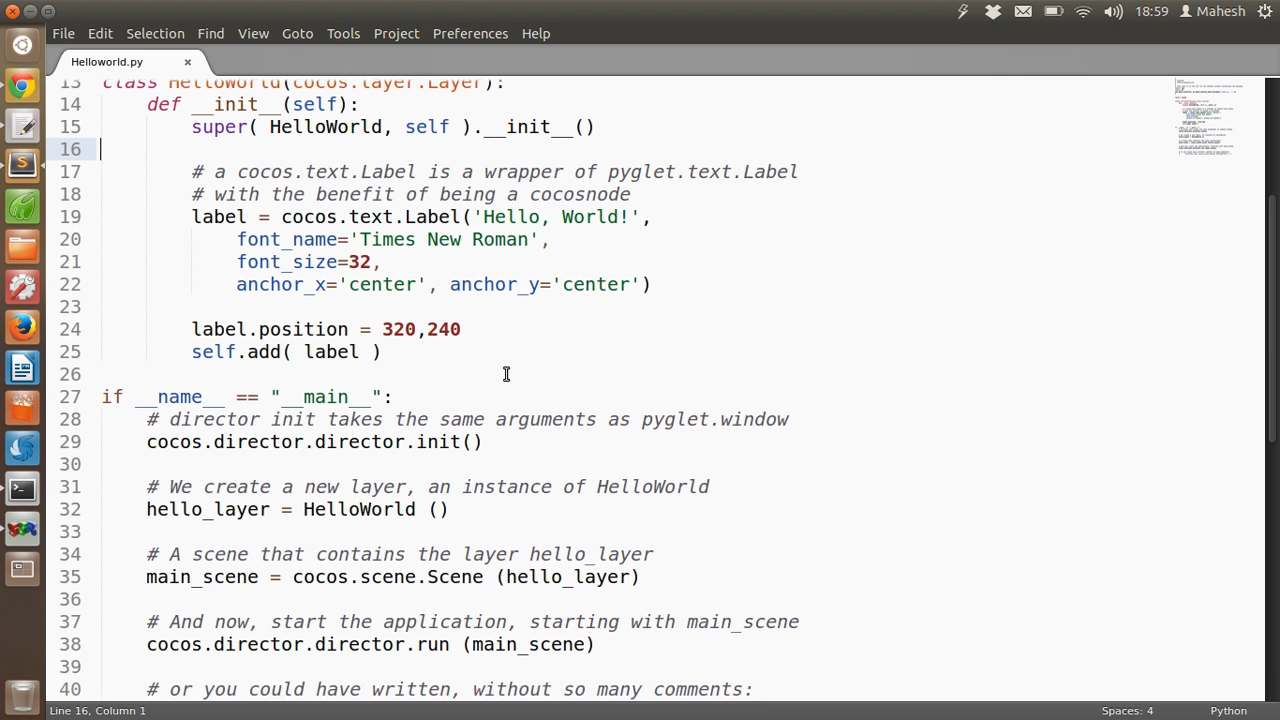 18:59 Mahesh
File Edit Selection Find View Goto Tools Project Preferences Help
Helloworld.py ×
13 class HelloWorld(cocos.layer.Layer):
14 def __init__(self):
15 super( HelloWorld, self ).__init__()
16
17 # a cocos.text.Label is a wrapper of pyglet.text.Label
18 # with the benefit of being a cocosnode
19 label = cocos.text.Label('Hello, World!',
20 font_name='Times New Roman',
21 font_size=32,
22 anchor_x='center', anchor_y='center')
23
24 label.position = 320,240
25 self.add( label )
26
27 if __name__ == "__main__":
28 # director init takes the same arguments as pyglet.window
29 cocos.director.director.init()
30
31 # We create a new layer, an instance of HelloWorld
32 hello_layer = HelloWorld ()
33
34 # A scene that contains the layer hello_layer
35 main_scene = cocos.scene.Scene (hello_layer)
36
37 # And now, start the application, starting with main_scene
38 cocos.director.director.run (main_scene)
39
40 # or you could have written, without so many comments:
Line 16, Column 1 Spaces: 4 Python